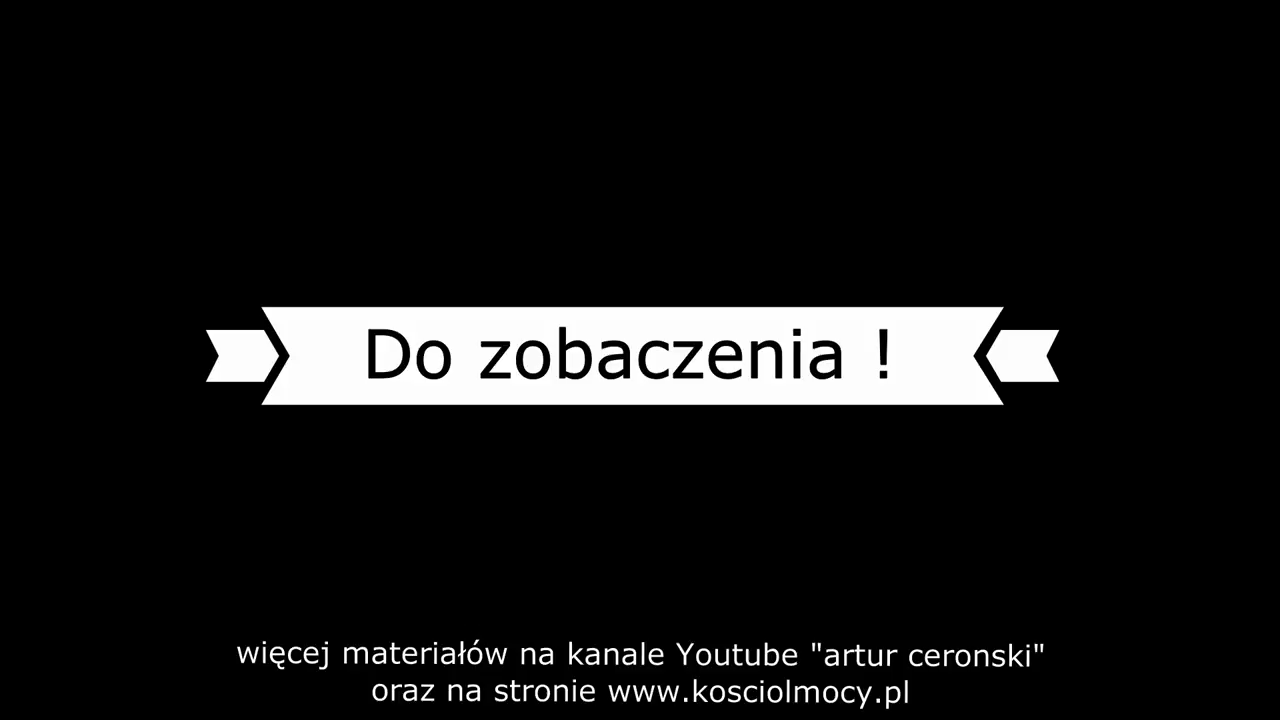 Do zobaczenia !
więcej materiałów na kanale Youtube "artur ceronski"
oraz na stronie www.kosciolmocy.pl